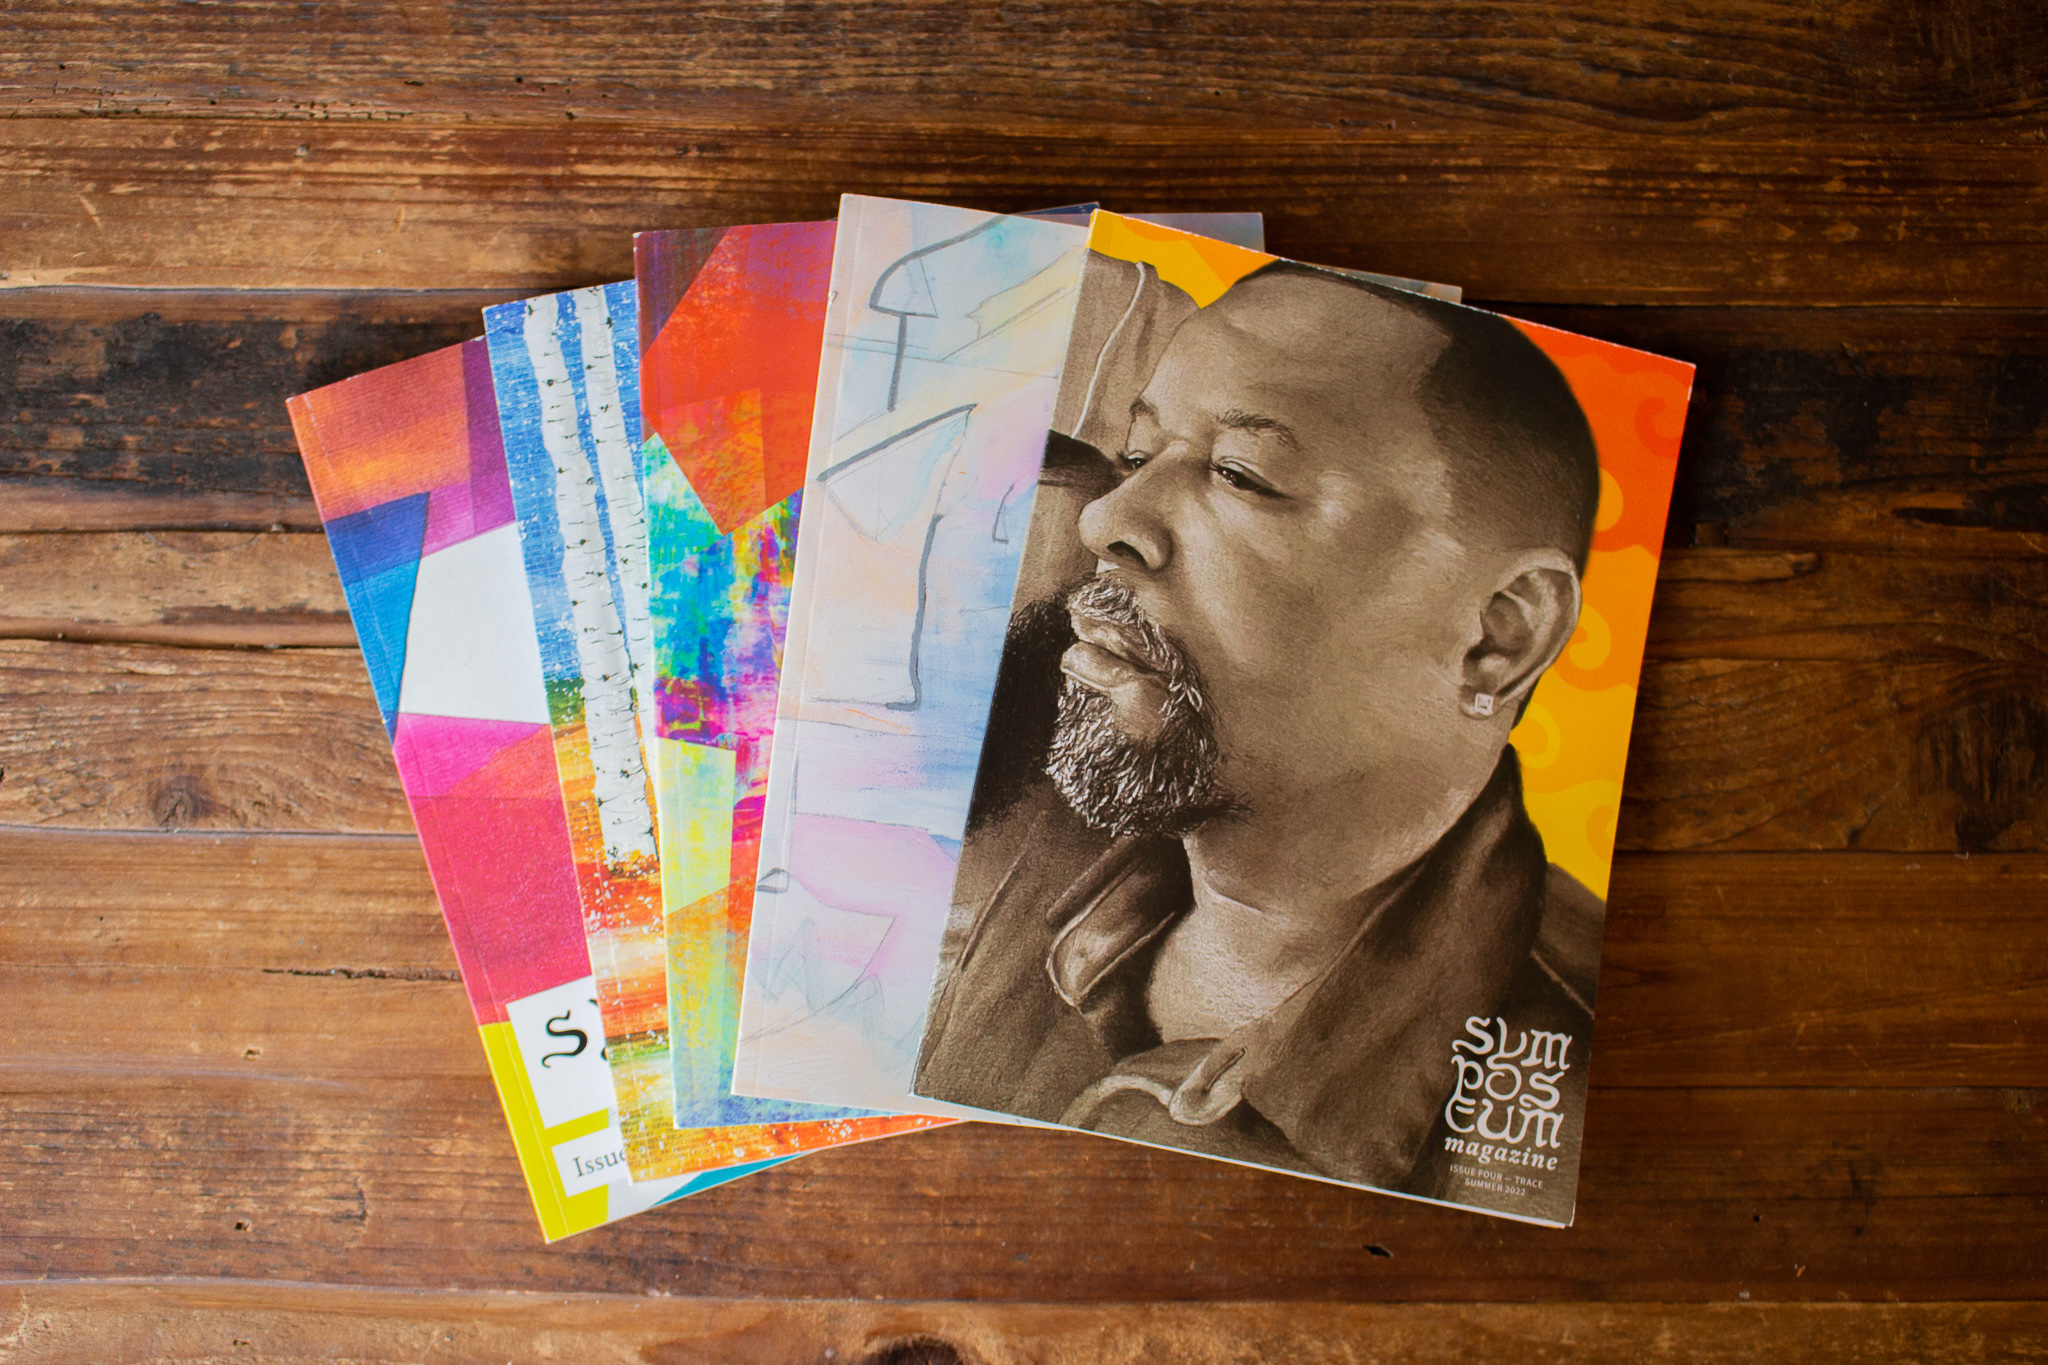 S
Issue
SYM
POS
EUM
magazine
ISSUE FOUR — TRACE
SUMMER 2022